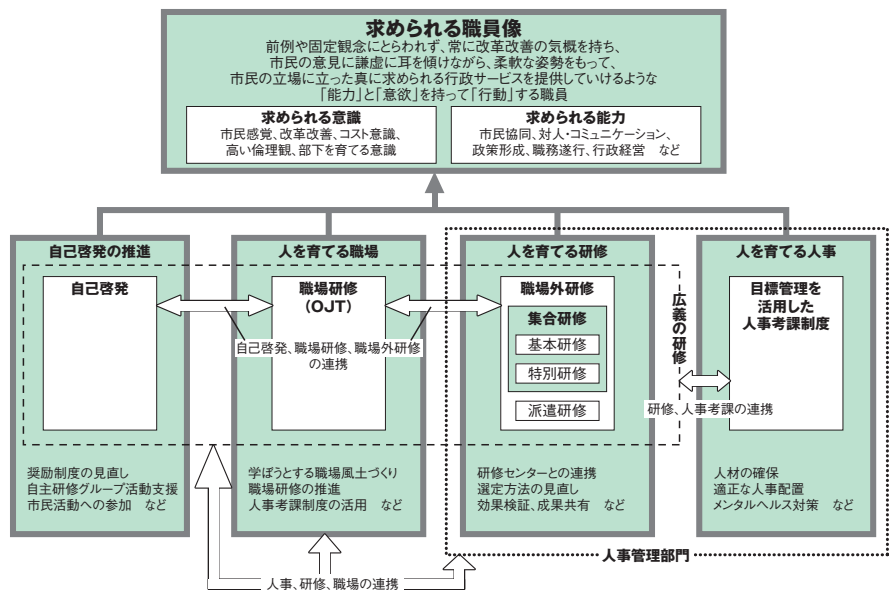 求められる職員像
前例や固定観念にとらわれず、常に改革改善の気概を持ち、
市民の意見に謙虚に耳を傾けながら、柔軟な姿勢をもって、
市民の立場に立った真に求められる行政サービスを提供していけるような
「能力」と「意欲」を持って「行動」する職員
求められる意識
市民感覚、改革改善、コスト意識、
高い倫理観、部下を育てる意識
求められる能力
市民協同、対人・コミュニケーション、
政策形成、職務遂行、行政経営　など
自己啓発の推進
自己啓発
奨励制度の見直し
自主研修グループ活動支援
市民活動への参加　など
人を育てる職場
職場研修
（OJT）
学ぼうとする職場風土づくり
職場研修の推進
人事考課制度の活用　など
自己啓発、職場研修、職場外研修
の連携
人を育てる研修
職場外研修
集合研修
基本研修
特別研修
派遣研修
研修センターとの連携
選定方法の見直し
効果検証、成果共有　など
広義の研修
人を育てる人事
目標管理を
活用した
人事考課制度
研修、人事考課の連携
人材の確保
適正な人事配置
メンタルヘルス対策　など
人事管理部門
人事、研修、職場の連携